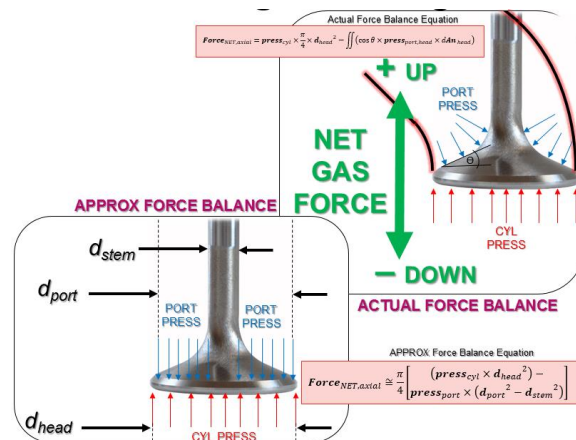 Actual Force Balance Equation
Force_NET,axial = press_cyl × π/4 × d_head² − ∬(cos θ × press_port,head × dAn_head)
+ UP
PORT
PRESS
θ
NET
GAS
FORCE
CYL
PRESS
− DOWN
ACTUAL FORCE BALANCE
APPROX FORCE BALANCE
d_stem
d_port
PORT
PRESS
PORT
PRESS
d_head
CYL PRESS
APPROX Force Balance Equation
Force_NET,axial ≅ π/4 [(press_cyl × d_head²) −
press_port × (d_port² − d_stem²)]